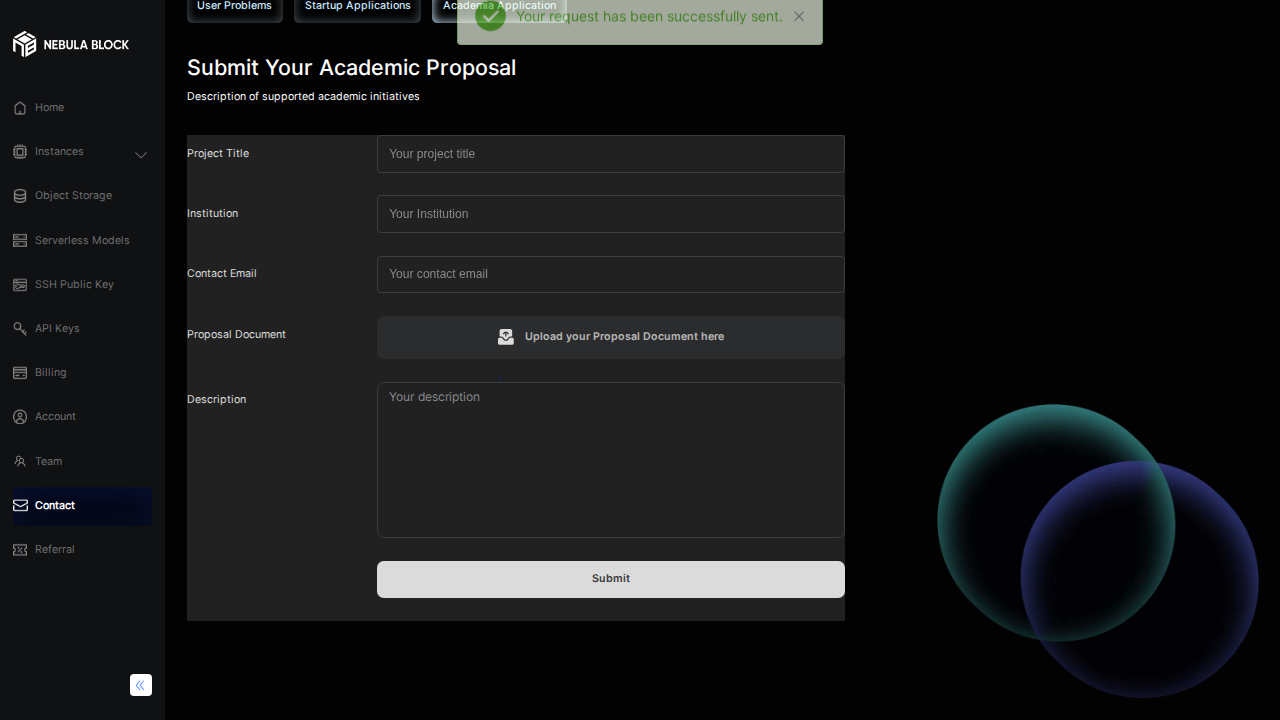 User Problems
Startup Applications
Academia Application
Your request has been successfully sent.
NEBULA BLOCK
Home
Instances
Object Storage
Serverless Models
SSH Public Key
API Keys
Billing
Account
Team
Contact
Referral
Submit Your Academic Proposal
Description of supported academic initiatives
Project Title
Your project title
Institution
Your Institution
Contact Email
Your contact email
Proposal Document
Upload your Proposal Document here
Description
Your description
Submit